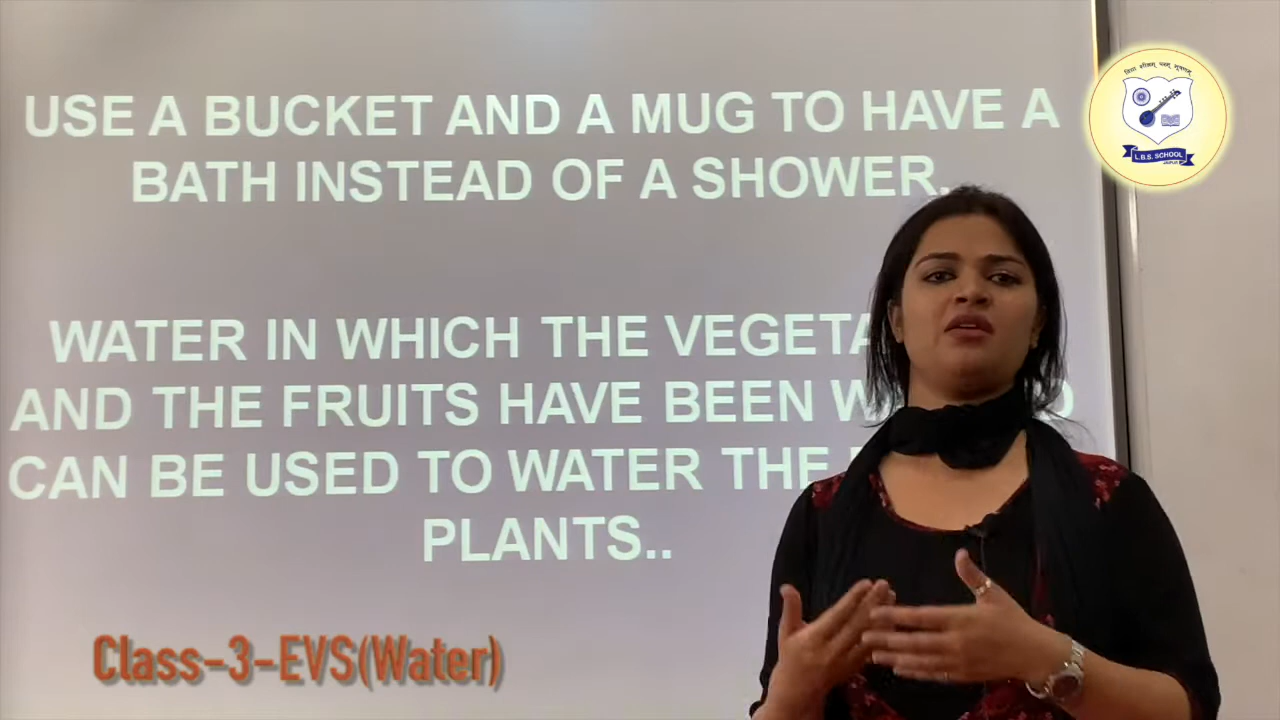 USE A BUCKET AND A MUG TO HAVE A
BATH INSTEAD OF A SHOWER.
WATER IN WHICH THE
AND THE FRUITS HAVE BEEN
CAN BE USED TO WATER THE
PLANTS..
Class-3-EVS(Water)
L.B.S. SCHOOL
JAIPUR